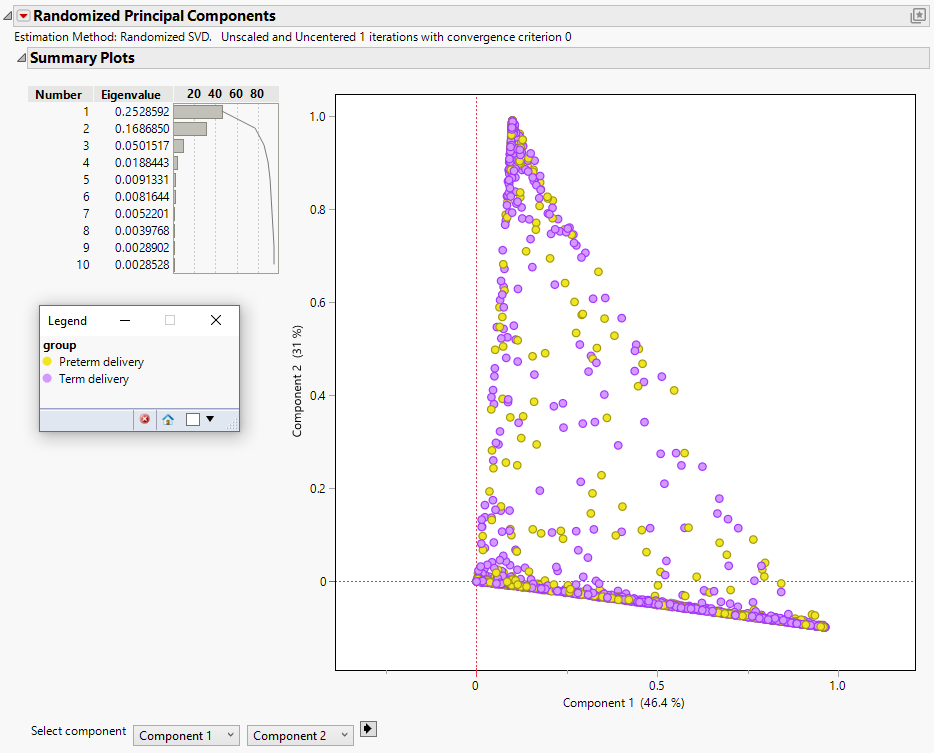 Randomized Principal Components
Estimation Method: Randomized SVD.   Unscaled and Uncentered 1 iterations with convergence criterion 0
Summary Plots
Number Eigenvalue 20 40 60 80
1 0.2528592
2 0.1686850
3 0.0501517
4 0.0188443
5 0.0091331
6 0.0081644
7 0.0052201
8 0.0039768
9 0.0028902
10 0.0028528
Legend
group
Preterm delivery
Term delivery
Component 2  (31 %)
1.0
0.8
0.6
0.4
0.2
0
0 0.5 1.0
Component 1  (46.4 %)
Select component Component 1 Component 2